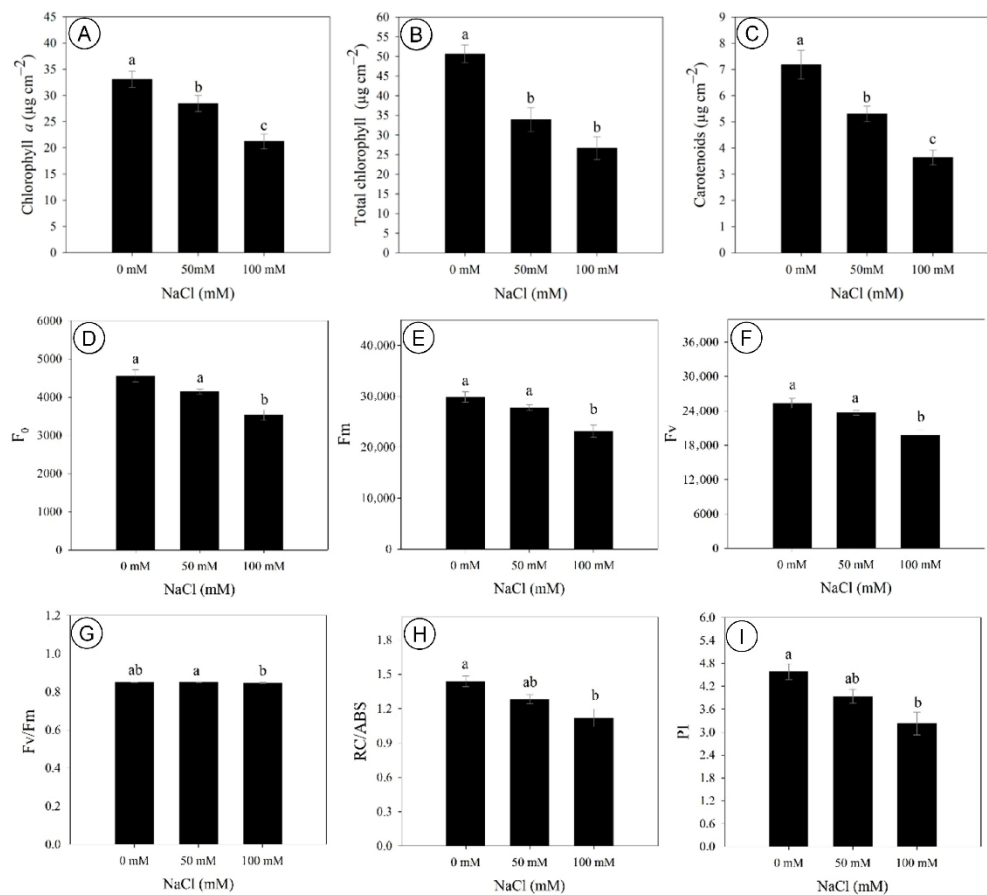 A
Chlorophyll a (µg cm⁻²)
45
40
35
30
25
20
15
10
5
0
a
b
c
0 mM 50mM 100 mM
NaCl (mM)
B
Total chlorophyll (µg cm⁻²)
60
55
50
45
40
35
30
25
20
15
10
5
0
a
b
b
0 mM 50mM 100 mM
NaCl (mM)
C
Carotenoids (µg cm⁻²)
9
8
7
6
5
4
3
2
1
0
a
b
c
0 mM 50mM 100 mM
NaCl (mM)
D
F₀
6000
5000
4000
3000
2000
1000
0
a
a
b
0 mM 50 mM 100 mM
NaCl (mM)
E
Fm
40.000
30,000
20,000
10,000
0
a
a
b
0 mM 50 mM 100 mM
NaCl (mM)
F
Fv
36,000
30,000
24,000
18,000
12,000
6000
0
a
a
b
0 mM 50 mM 100 mM
NaCl (mM)
G
Fv/Fm
1.2
1.0
0.8
0.6
0.4
0.2
0.0
ab
a
b
0 mM 50 mM 100 mM
NaCl (mM)
H
RC/ABS
1.8
1.5
1.2
0.9
0.6
0.3
0.0
a
ab
b
0 mM 50 mM 100 mM
NaCl (mM)
I
PI
6.0
5.4
4.8
4.2
3.6
3.0
2.4
1.8
1.2
0.6
0.0
a
ab
b
0 mM 50 mM 100 mM
NaCl (mM)